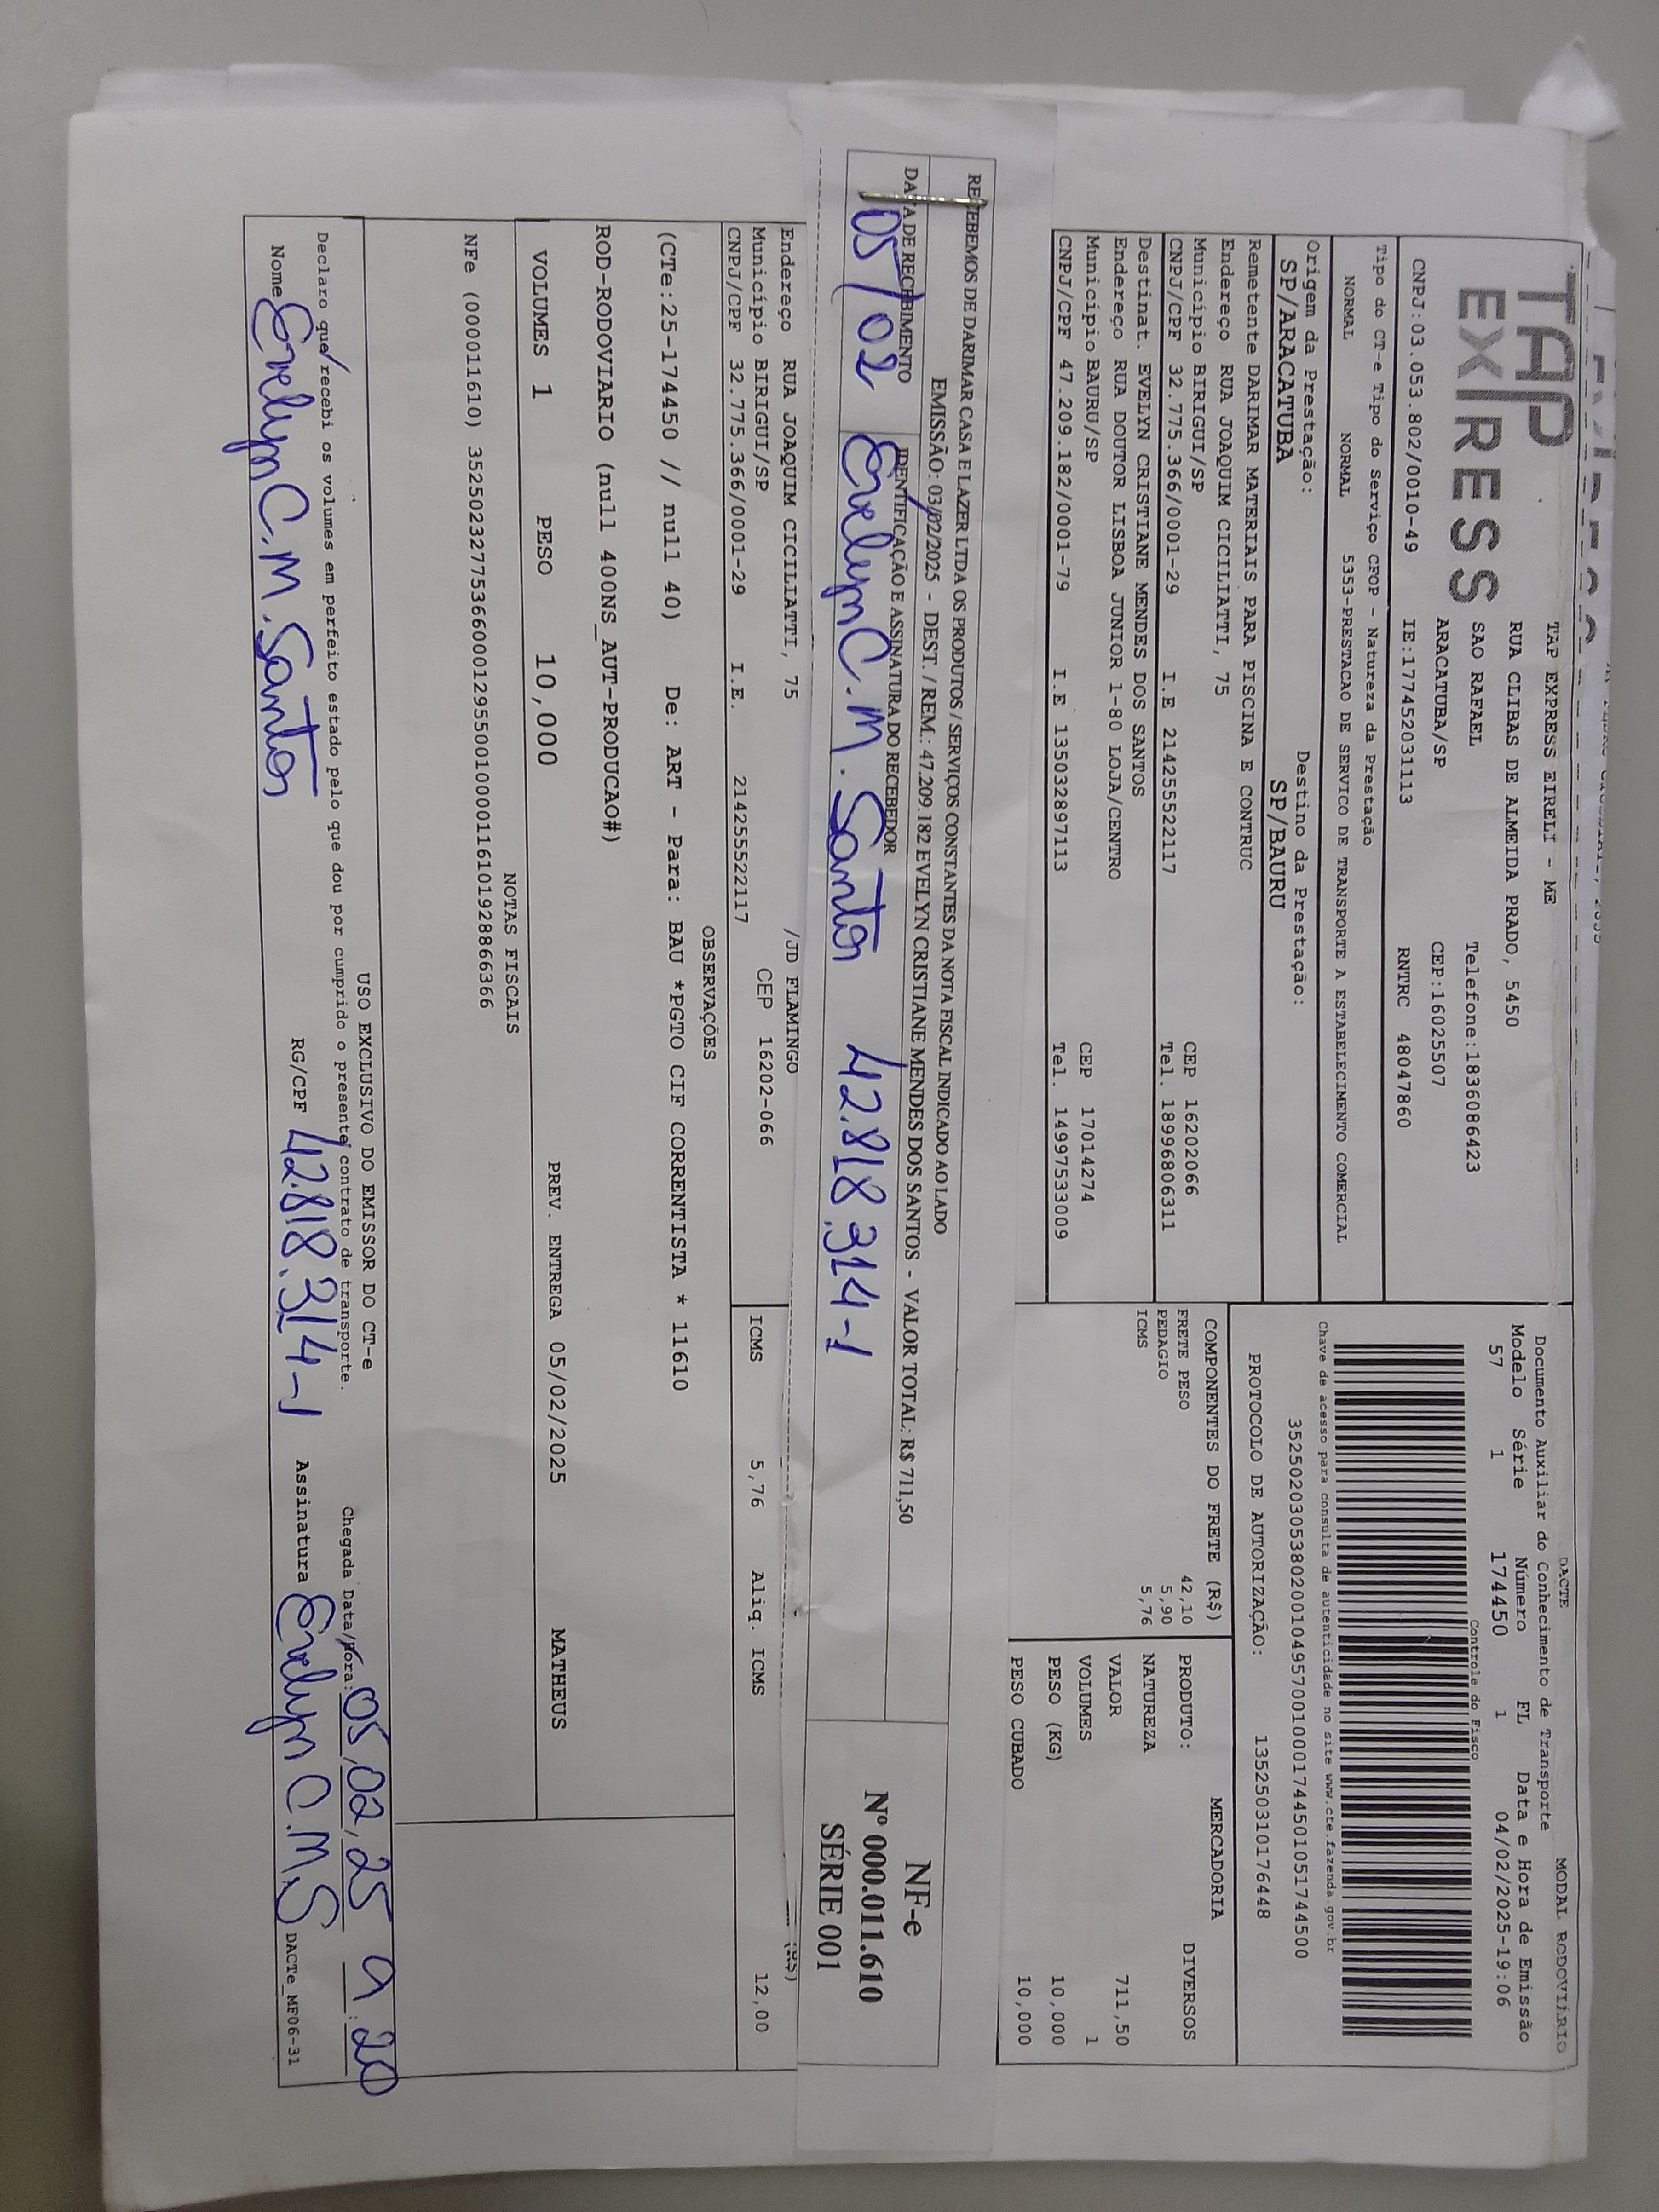 TAP EXPRESS
TAP EXPRESS EIRELI - ME
RUA CLIBAS DE ALMEIDA PRADO, 5450
SAO RAFAEL Telefone:1836086423
ARACATUBA/SP CEP:16025507
CNPJ:03.053.802/0010-49 IE:177452031113 RNTRC 48047860
Tipo do CT-e Tipo do Serviço CFOP - Natureza da Prestação
NORMAL NORMAL 5353-PRESTACAO DE SERVICO DE TRANSPORTE A ESTABELECIMENTO COMERCIAL
Origem da Prestação: Destino da Prestação:
SP/ARACATUBA SP/BAURU
Remetente DARIMAR MATERIAIS PARA PISCINA E CONTRUC
Endereço RUA JOAQUIM CICILIATTI, 75
Município BIRIGUI/SP CEP 16202066
CNPJ/CPF 32.775.366/0001-29 I.E 214255522117 Tel. 18996806311
Destinat. EVELYN CRISTIANE MENDES DOS SANTOS
Endereço RUA DOUTOR LISBOA JUNIOR 1-80 LOJA/CENTRO
Município BAURU/SP CEP 17014274
CNPJ/CPF 47.209.182/0001-79 I.E 135032897113 Tel. 14997533009
DACTE MODAL RODOVIÁRIO
Documento Auxiliar do Conhecimento de Transporte
Modelo Série Número FL Data e Hora de Emissão
57 1 174450 1 04/02/2025-19:06
Controle do Fisco
Chave de acesso para consulta de autenticidade no site www.cte.fazenda.gov.br
35250203053802001049570010001744501051744500
PROTOCOLO DE AUTORIZAÇÃO: 135250310176448
COMPONENTES DO FRETE (R$)
FRETE PESO 42,10
PEDAGIO 5,90
ICMS 5,76
MERCADORIA
PRODUTO: DIVERSOS
NATUREZA
VALOR 711,50
VOLUMES 1
PESO (KG) 10,000
PESO CUBADO 10,000
RECEBEMOS DE DARIMAR CASA E LAZER LTDA OS PRODUTOS / SERVIÇOS CONSTANTES DA NOTA FISCAL INDICADO AO LADO
EMISSÃO: 03/02/2025 - DEST. / REM.: 47.209.182 EVELYN CRISTIANE MENDES DOS SANTOS - VALOR TOTAL: R$ 711,50
DATA DE RECEBIMENTO IDENTIFICAÇÃO E ASSINATURA DO RECEBEDOR
05/02 Evelyn C.M.Santos 42.818.314-1
NF-e
Nº 000.011.610
SÉRIE 001
Endereço RUA JOAQUIM CICILIATTI, 75 /JD FLAMINGO
Município BIRIGUI/SP CEP 16202-066
CNPJ/CPF 32.775.366/0001-29 I.E. 214255522117
(R$)
ICMS 5,76 Aliq. ICMS 12,00
OBSERVAÇÕES
(CTe:25-174450 // null 40) De: ART - Para: BAU *PGTO CIF CORRENTISTA * 11610
ROD-RODOVIARIO (null 400NS_AUT-PRODUCAO#)
VOLUMES 1 PESO 10,000 PREV. ENTREGA 05/02/2025 MATHEUS
NOTAS FISCAIS
NFe (000011610) 35250232775366000129550010000116101928866366
USO EXCLUSIVO DO EMISSOR DO CT-e
Declaro que recebi os volumes em perfeito estado pelo que dou por cumprido o presente contrato de transporte. Chegada Data/Hora: 05,02,25 9:20
Nome Evelyn C.M.Santos RG/CPF 42.818.314-1 Assinatura Evelyn C.M.S DACTe_MF06-31